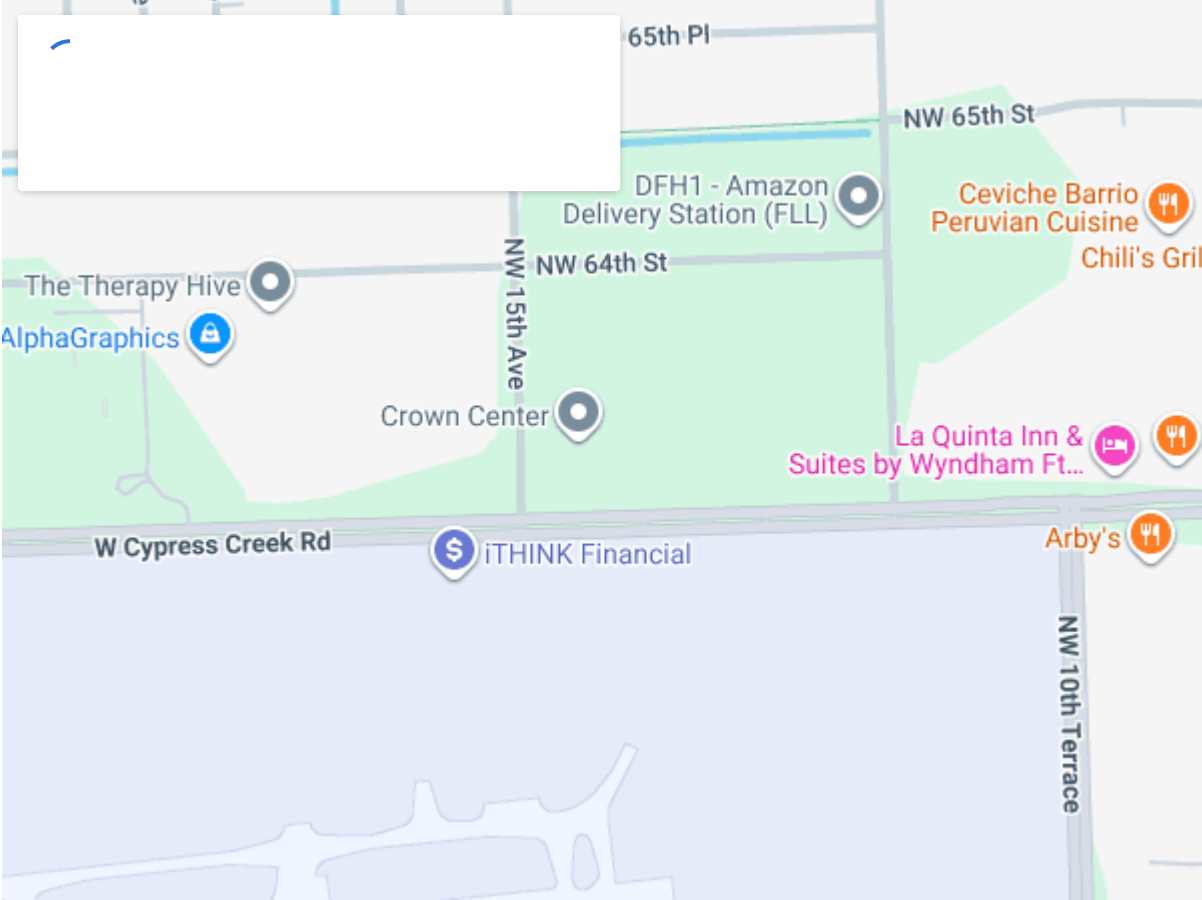 65th Pl
NW 65th St
DFH1 - Amazon
Delivery Station (FLL)
Ceviche Barrio
Peruvian Cuisine
Chili's Gril
NW 64th St
NW 15th Ave
The Therapy Hive
AlphaGraphics
Crown Center
La Quinta Inn &
Suites by Wyndham Ft...
W Cypress Creek Rd
iTHINK Financial
Arby's
NW 10th Terrace